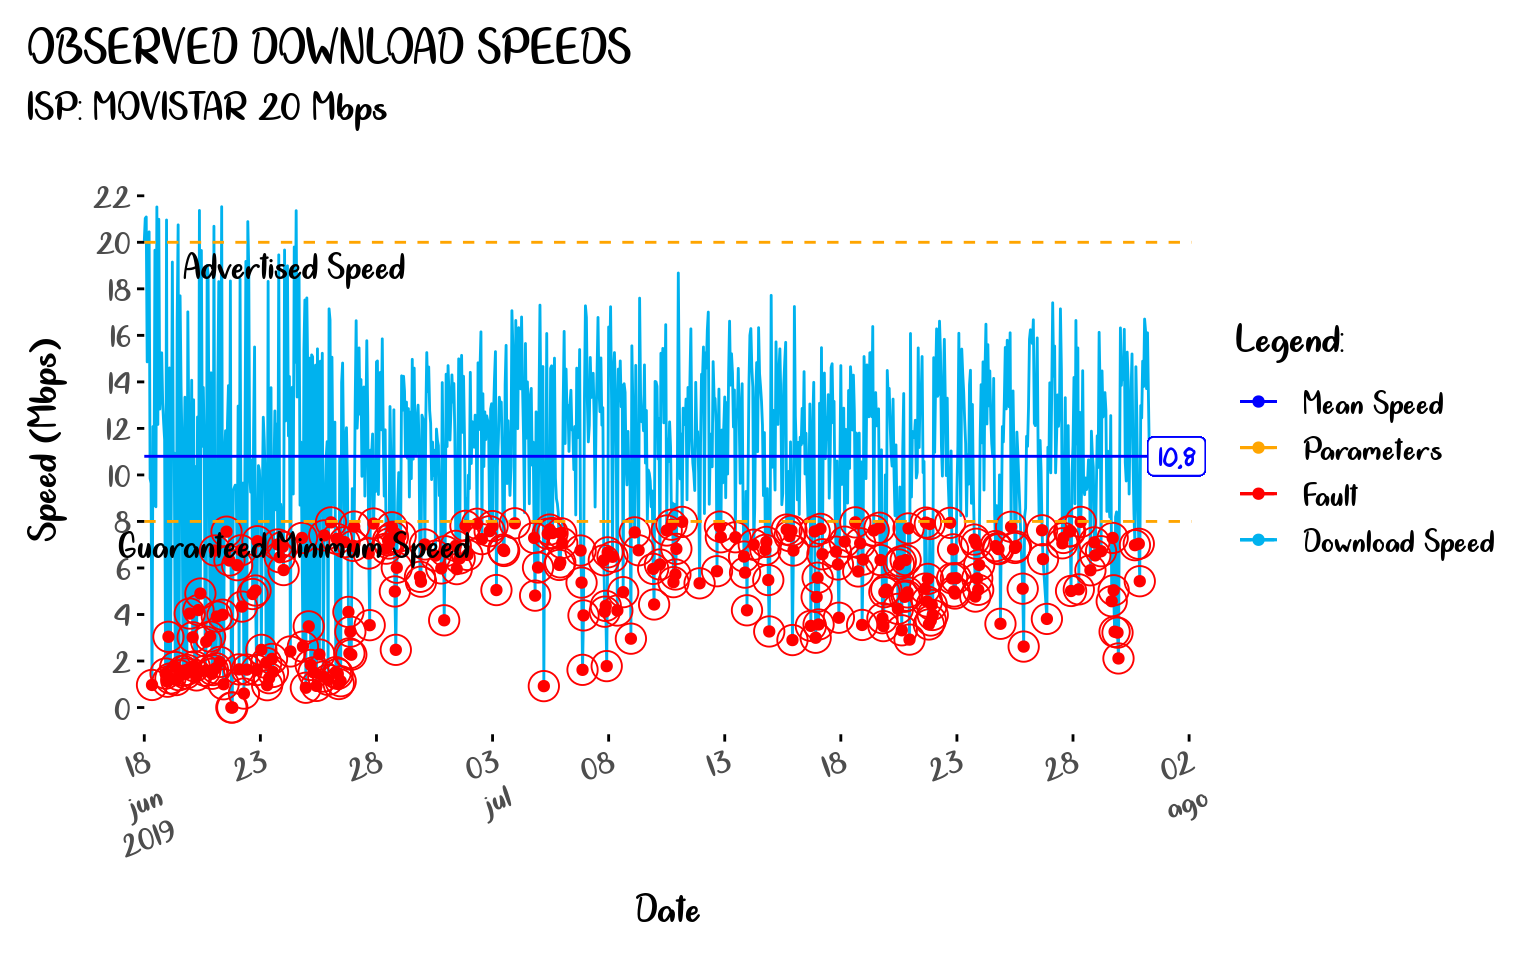 OBSERVED DOWNLOAD SPEEDS
ISP: MOVISTAR 20 Mbps
Speed (Mbps)
22
20
18
16
14
12
10
8
6
4
2
0
Advertised Speed
Guaranteed Minimum Speed
10.8
18
23
28
03
08
13
18
23
28
02
jun
jul
ago
2019
Date
Legend:
Mean Speed
Parameters
Fault
Download Speed